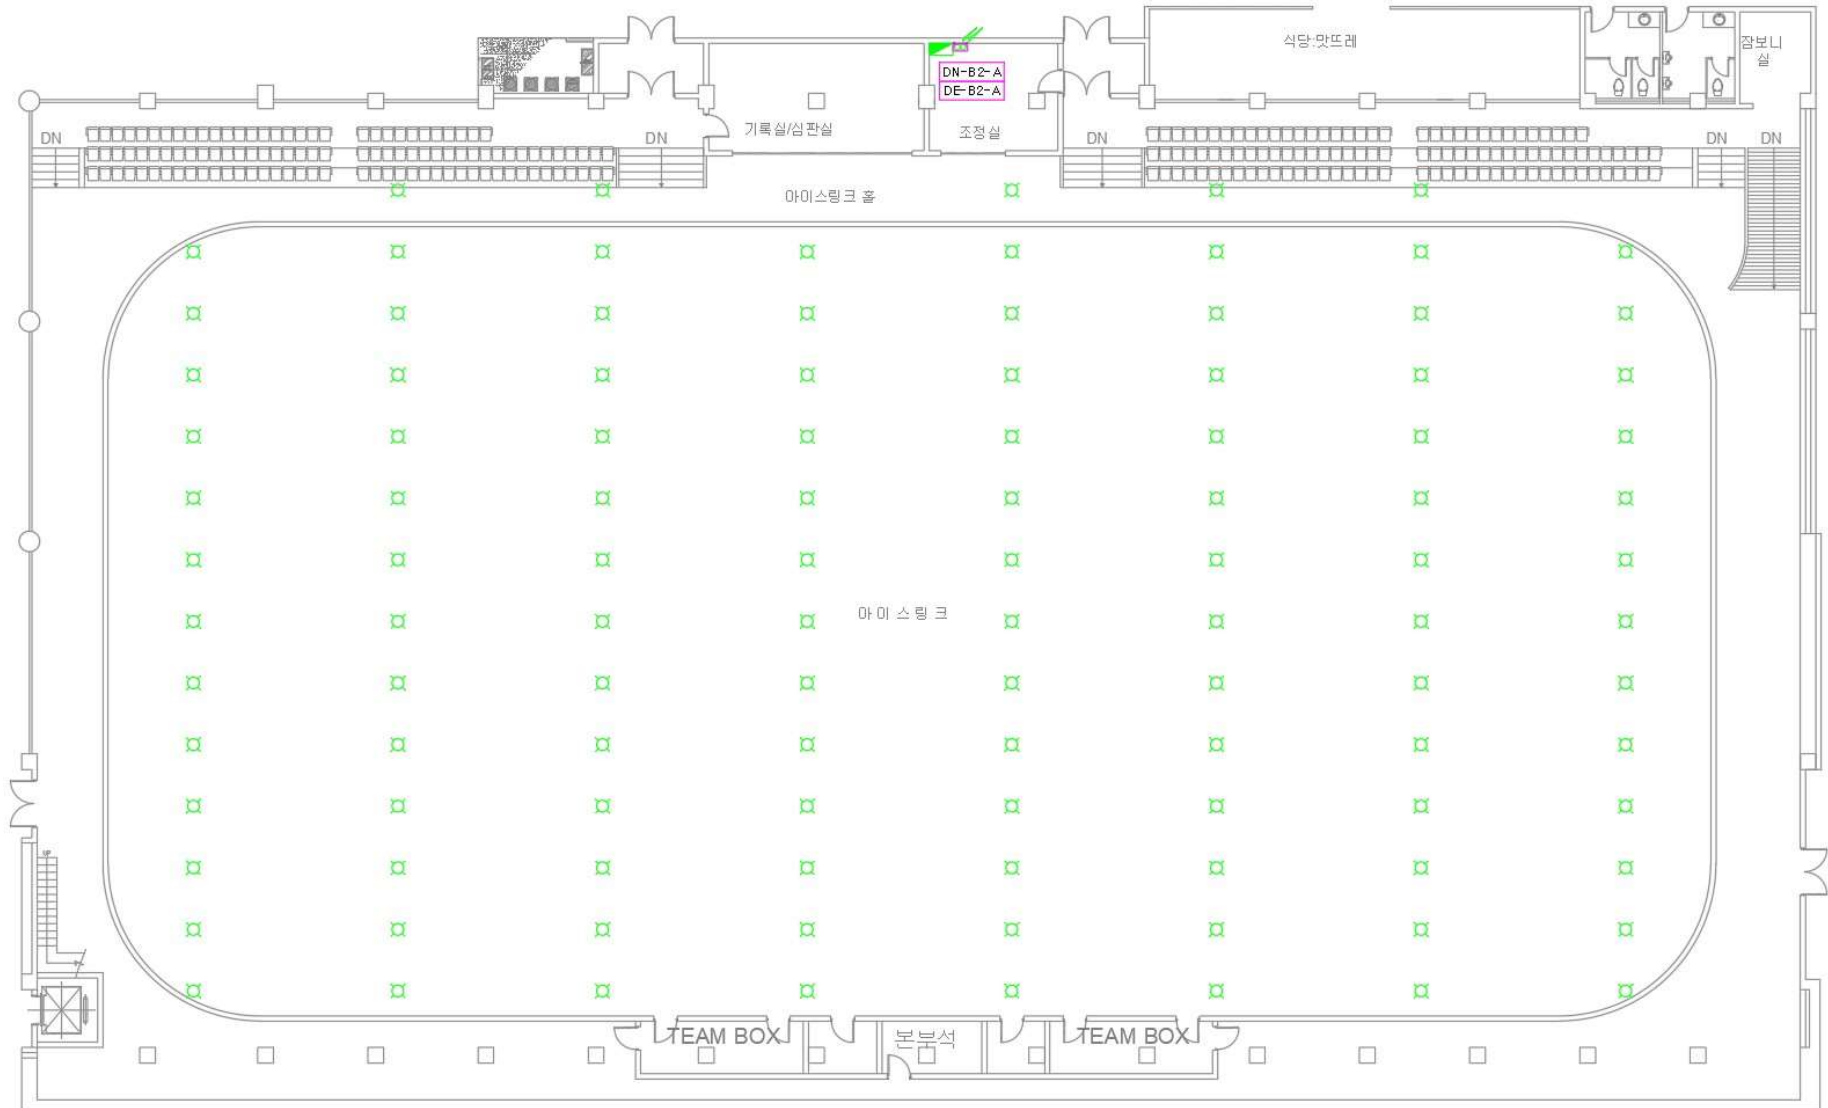 식당:맛뜨레
잠보니
실
DN-B2-A
DE-B2-A
기록실/심판실
조정실
DN
DN
DN
DN
DN
아이스링크 홀
아이스링크
UP
TEAM BOX
본부석
TEAM BOX